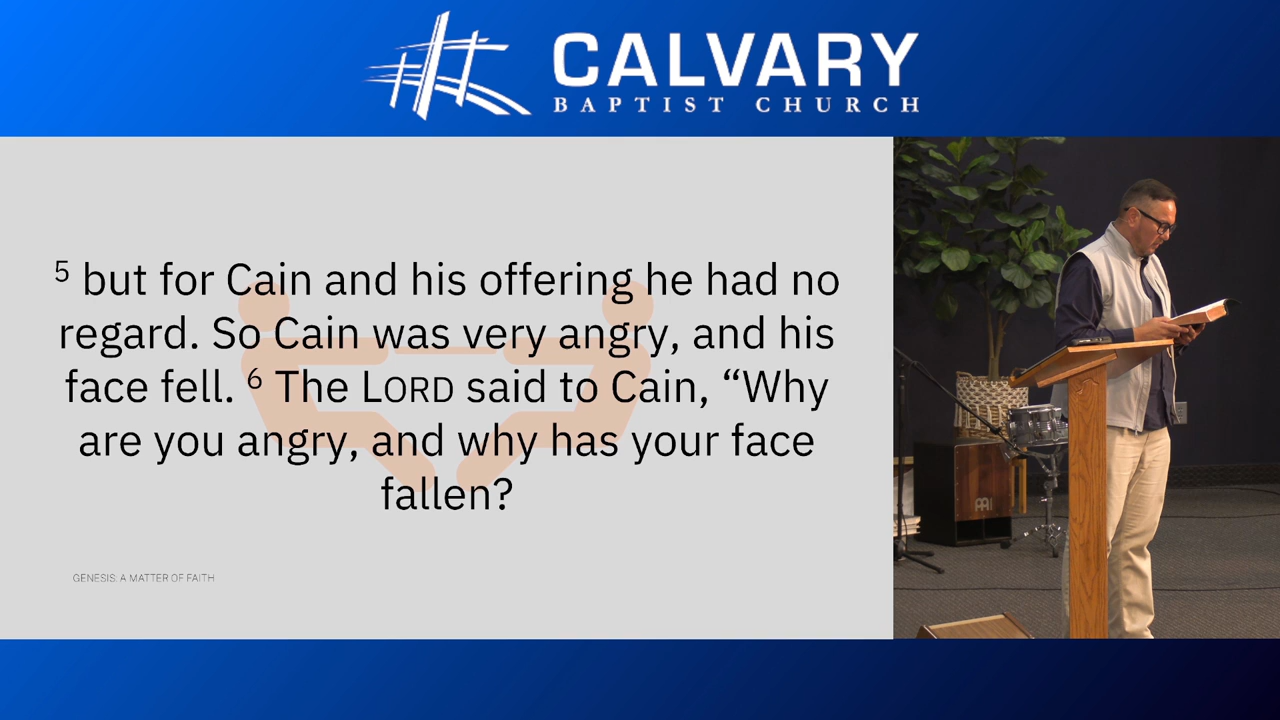 CALVARY
BAPTIST CHURCH
⁵ but for Cain and his offering he had no
regard. So Cain was very angry, and his
face fell. ⁶ The LORD said to Cain, “Why
are you angry, and why has your face
fallen?
GENESIS: A MATTER OF FAITH
MEINL